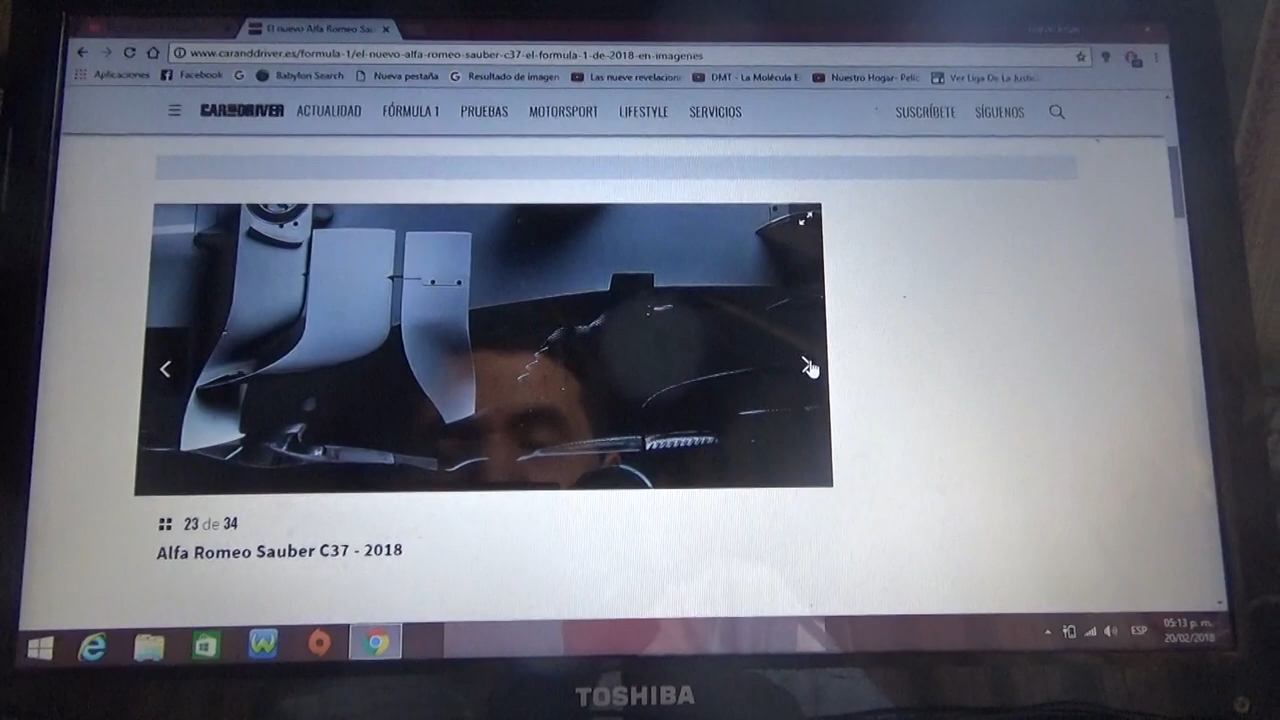 El nuevo Alfa Romeo Sau
www.caranddriver.es/formula-1/el-nuevo-alfa-romeo-sauber-c37-el-formula-1-de-2018-en-imagenes
Aplicaciones Facebook Babylon Search Nueva pestaña Resultado de imagen Las nueve revelacion DMT - La Molécula E Nuestro Hogar- Pelic Ver Liga De La Justic
CAR AND DRIVER ACTUALIDAD FÓRMULA 1 PRUEBAS MOTORSPORT LIFESTYLE SERVICIOS SUSCRÍBETE SÍGUENOS
23 de 34
Alfa Romeo Sauber C37 - 2018
ESP 05:13 p. m.
20/02/2018
TOSHIBA